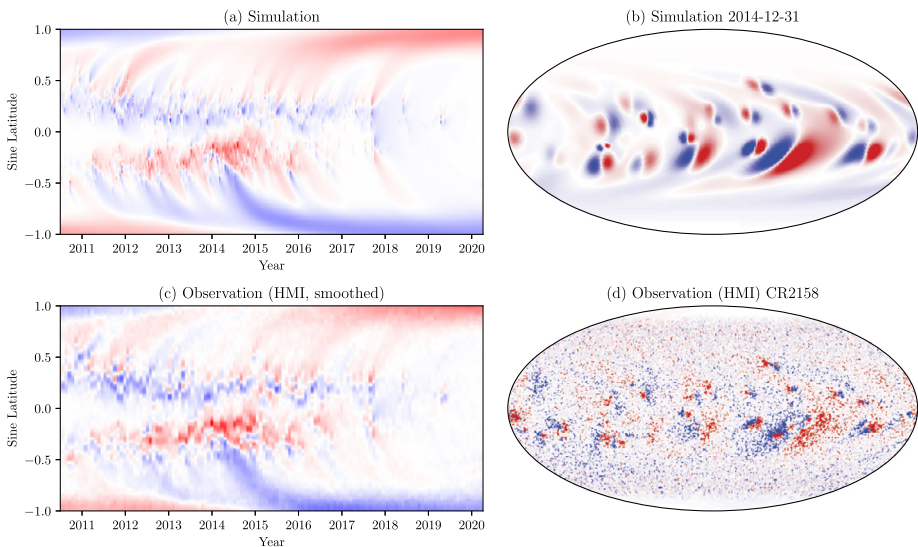 (a) Simulation
(b) Simulation 2014-12-31
1.0
0.5
0.0
−0.5
−1.0
Sine Latitude
2011 2012 2013 2014 2015 2016 2017 2018 2019 2020
Year
(c) Observation (HMI, smoothed)
(d) Observation (HMI) CR2158
1.0
0.5
0.0
−0.5
−1.0
Sine Latitude
2011 2012 2013 2014 2015 2016 2017 2018 2019 2020
Year